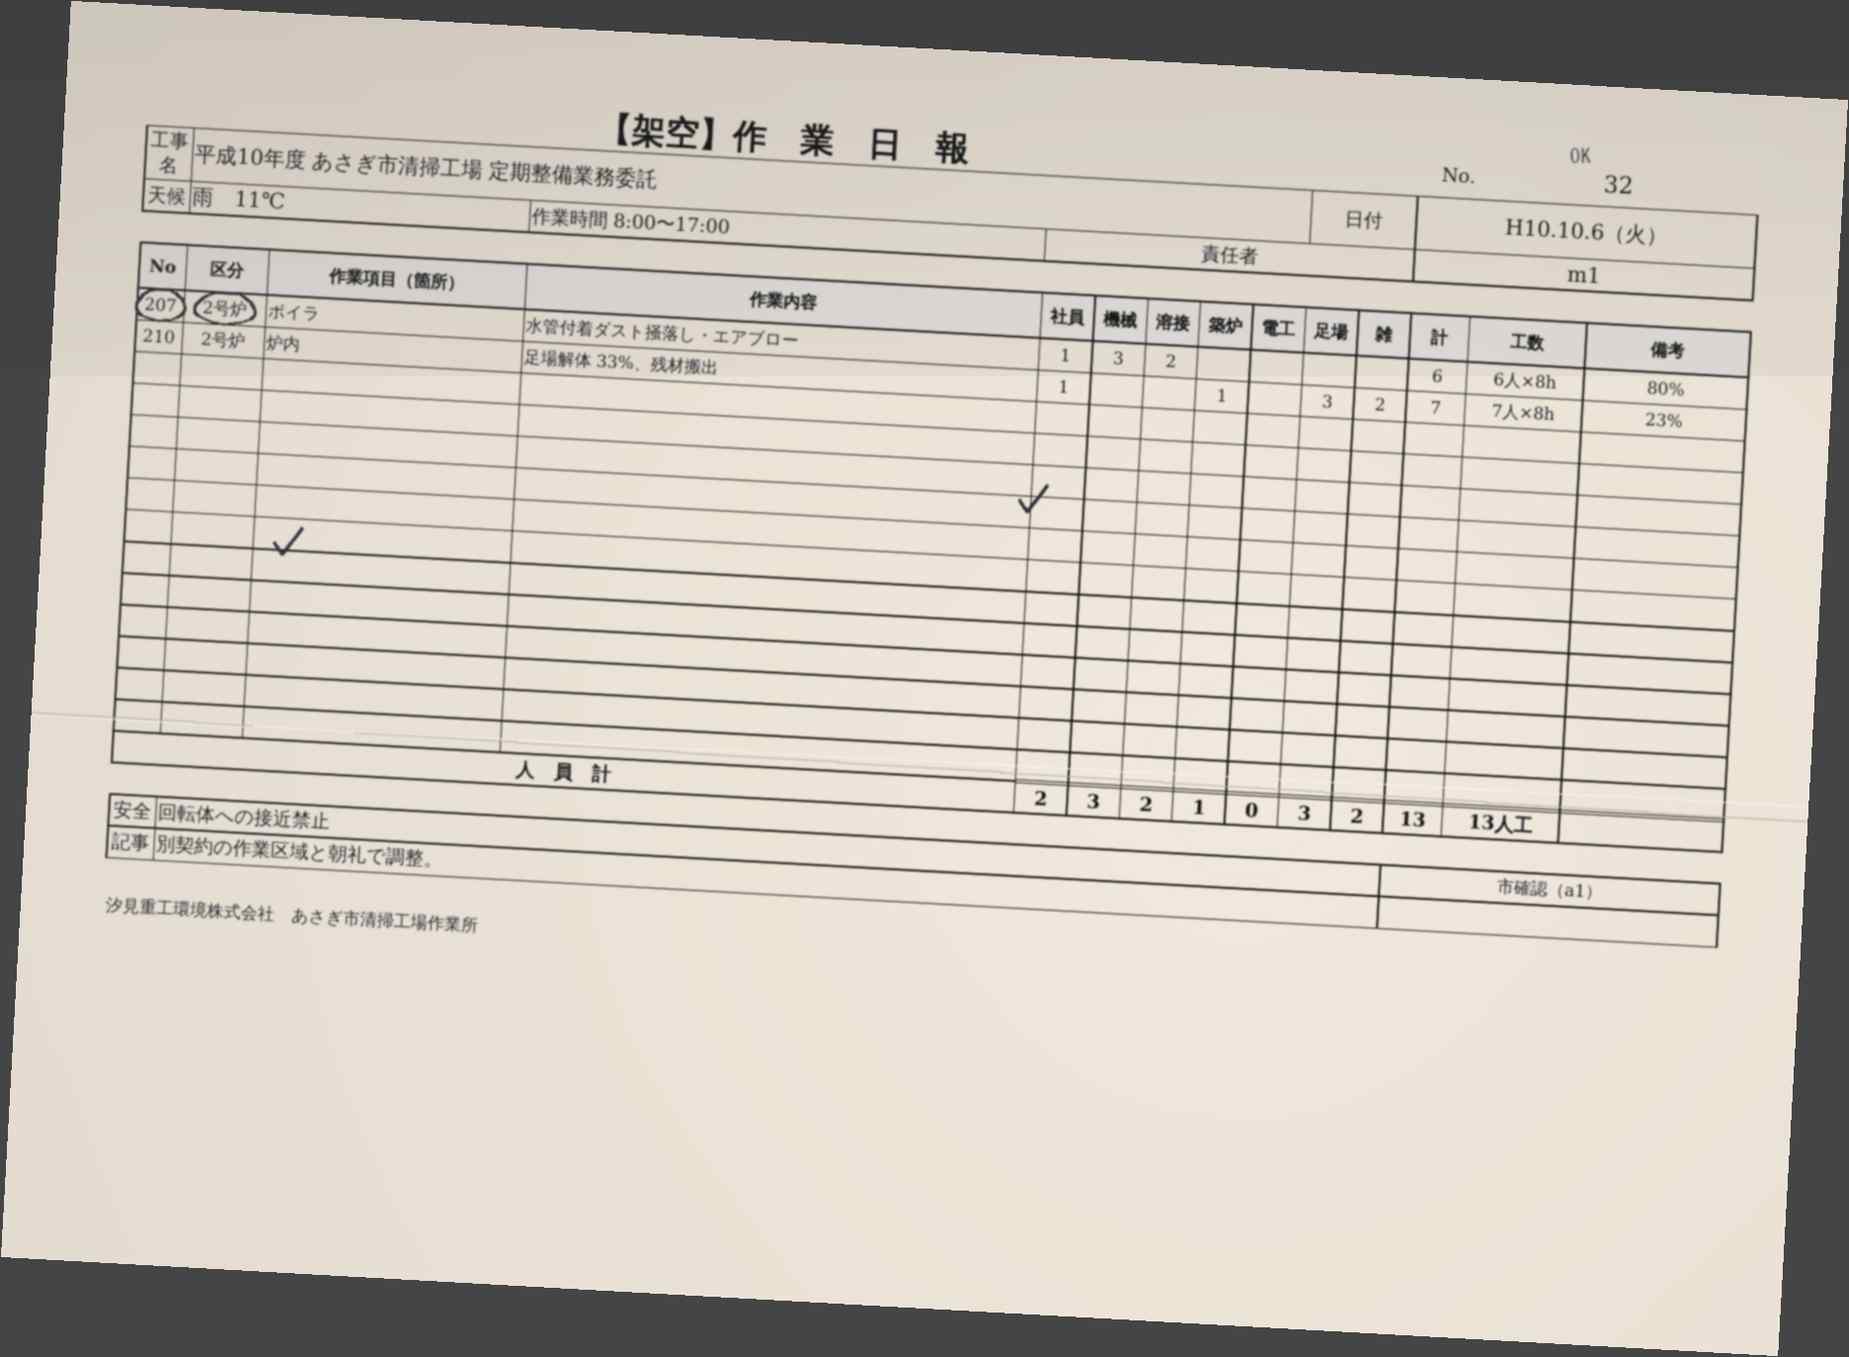 【架空】作　業　日　報
OK
No. 32
工事名 平成10年度 あさぎ市清掃工場 定期整備業務委託 日付 H10.10.6（火）
天候 雨　11℃ 作業時間 8:00〜17:00 責任者 m1
No 区分 作業項目（箇所） 作業内容 社員 機械 溶接 築炉 電工 足場 雑 計 工数 備考
207 2号炉 ボイラ 水管付着ダスト掻落し・エアブロー 1 3 2 6 6人×8h 80%
210 2号炉 炉内 足場解体 33%、残材搬出 1 1 3 2 7 7人×8h 23%
人　員　計 2 3 2 1 0 3 2 13 13人工
安全 回転体への接近禁止 市確認（a1）
記事 別契約の作業区域と朝礼で調整。
汐見重工環境株式会社　あさぎ市清掃工場作業所